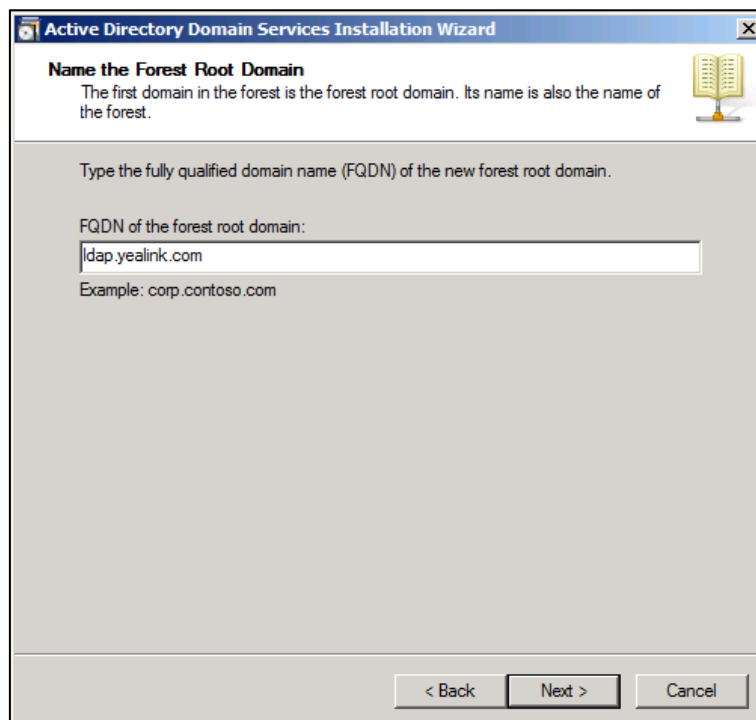 Active Directory Domain Services Installation Wizard
Name the Forest Root Domain
The first domain in the forest is the forest root domain. Its name is also the name of
the forest.
Type the fully qualified domain name (FQDN) of the new forest root domain.
FQDN of the forest root domain:
ldap.yealink.com
Example: corp.contoso.com
< Back Next > Cancel